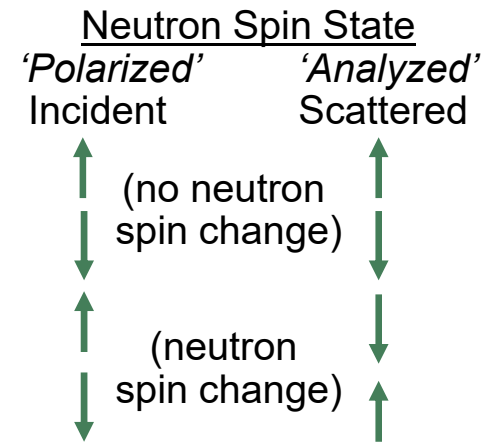 Neutron Spin State
‘Polarized’ ‘Analyzed’
Incident Scattered
(no neutron
spin change)
(neutron
spin change)